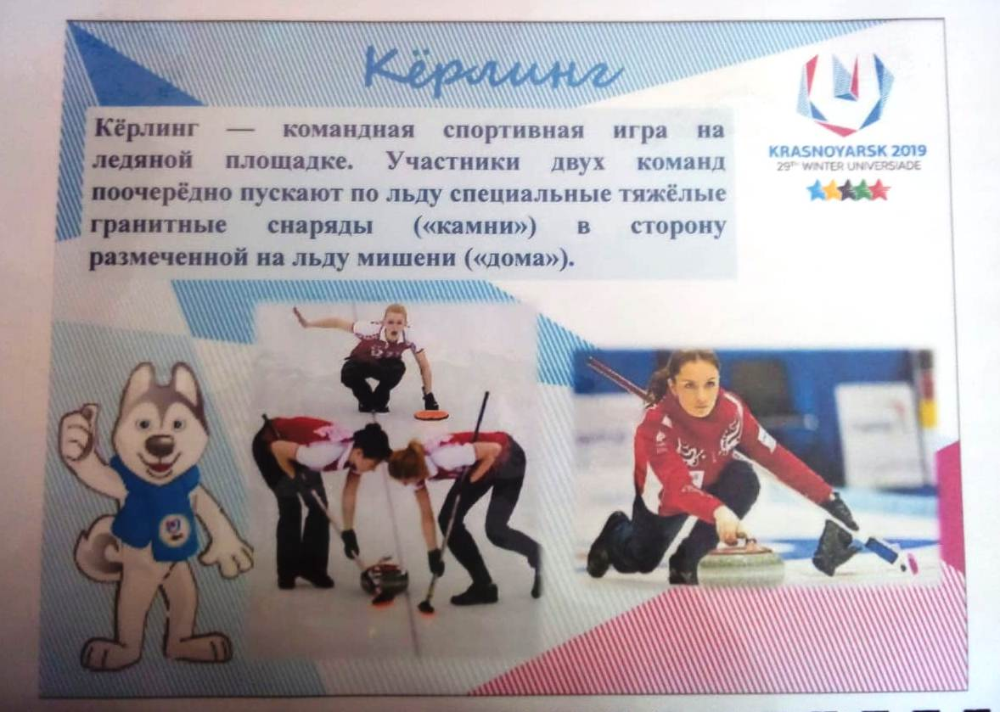 Кёрлинг
Кёрлинг — командная спортивная игра на
ледяной площадке. Участники двух команд
поочерёдно пускают по льду специальные тяжёлые
гранитные снаряды («камни») в сторону
размеченной на льду мишени («дома»).
KRASNOYARSK 2019
29TH WINTER UNIVERSIADE